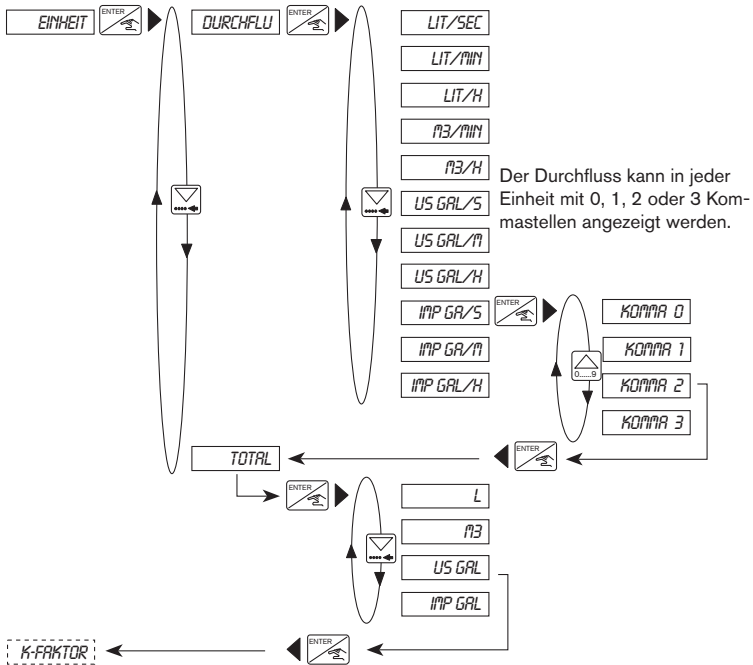 EINHEIT
ENTER
DURCHFLU
ENTER
LIT/SEC
LIT/MIN
LIT/H
M3/MIN
M3/H
US GAL/S
US GAL/M
US GAL/H
IMP GA/S
IMP GA/M
IMP GAL/H
Der Durchfluss kann in jeder
Einheit mit 0, 1, 2 oder 3 Kom-
mastellen angezeigt werden.
ENTER
0.....9
KOMMA 0
KOMMA 1
KOMMA 2
KOMMA 3
ENTER
TOTAL
ENTER
L
M3
US GAL
IMP GAL
ENTER
K-FAKTOR